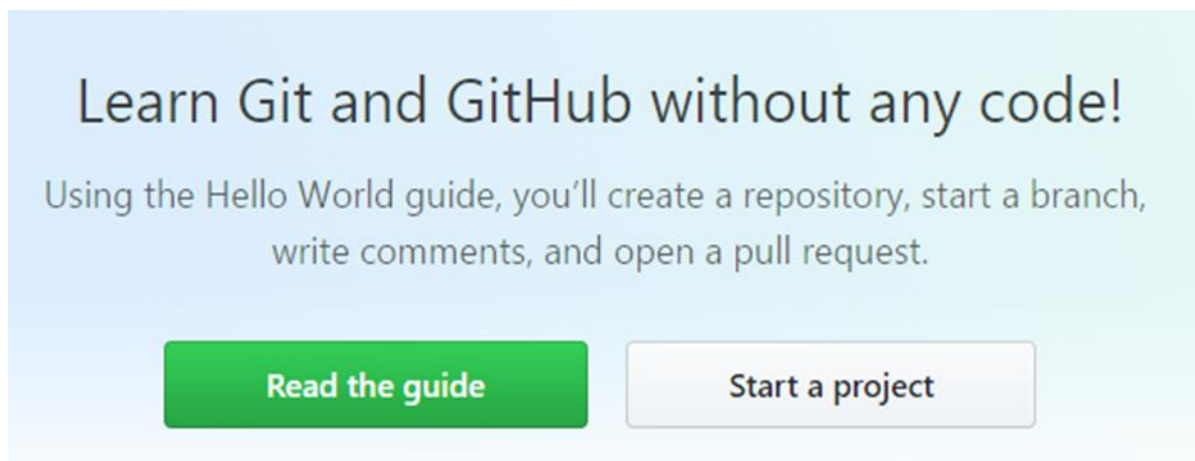 Learn Git and GitHub without any code!
Using the Hello World guide, you’ll create a repository, start a branch,
write comments, and open a pull request.
Read the guide
Start a project